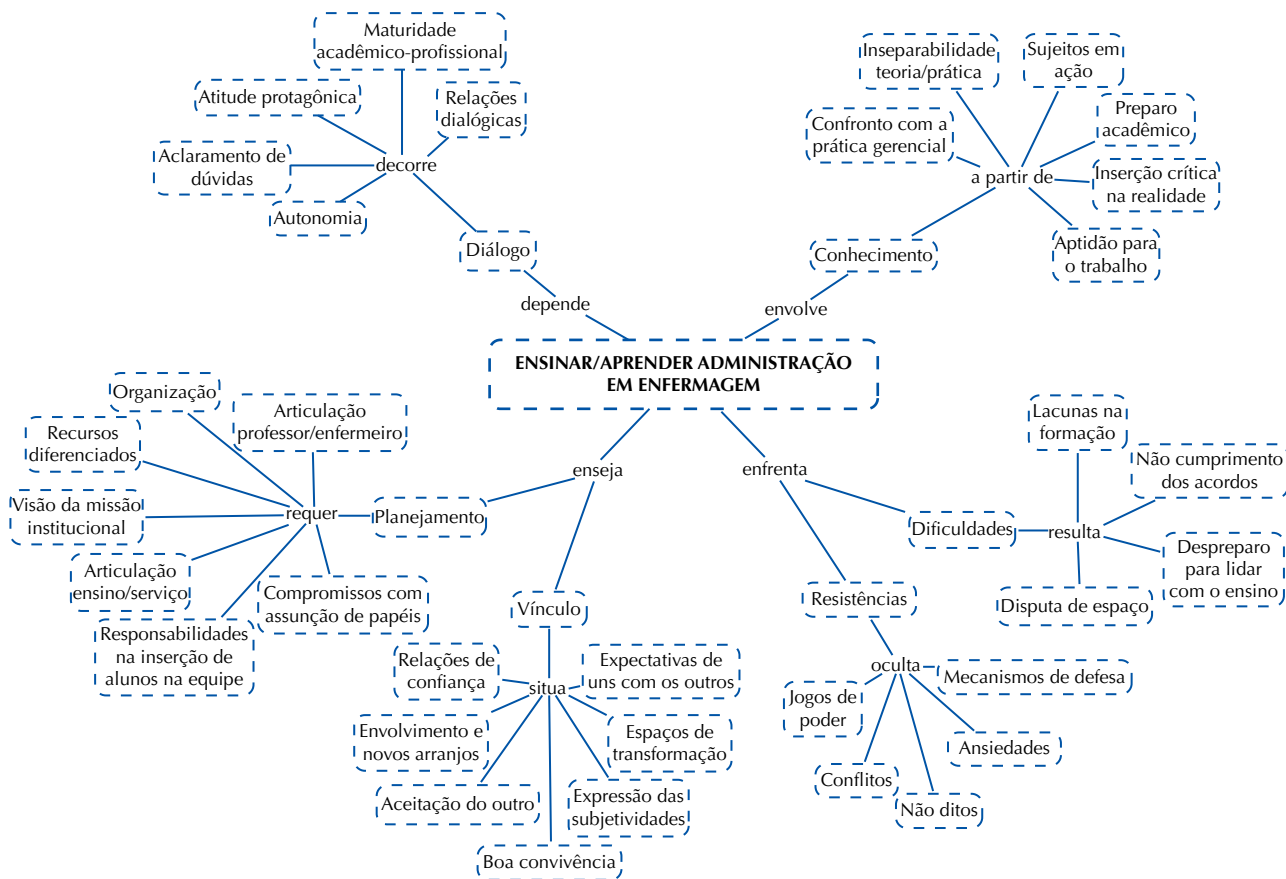 Maturidade
acadêmico-profissional
Atitude protagônica
Relações
dialógicas
Aclaramento de
dúvidas
decorre
Autonomia
Diálogo
depende
Inseparabilidade
teoria/prática
Sujeitos em
ação
Confronto com a
prática gerencial
Preparo
acadêmico
a partir de
Inserção crítica
na realidade
Aptidão para
o trabalho
Conhecimento
envolve
ENSINAR/APRENDER ADMINISTRAÇÃO
EM ENFERMAGEM
Organização
Articulação
professor/enfermeiro
Recursos
diferenciados
Visão da missão
institucional
requer
Planejamento
enseja
Articulação
ensino/serviço
Compromissos com
assunção de papéis
Responsabilidades
na inserção de
alunos na equipe
Vínculo
Relações de
confiança
situa
Expectativas de
uns com os outros
Envolvimento e
novos arranjos
Espaços de
transformação
Aceitação do outro
Expressão das
subjetividades
Boa convivência
enfrenta
Lacunas na
formação
Não cumprimento
dos acordos
Dificuldades
resulta
Despreparo
para lidar
com o ensino
Disputa de espaço
Resistências
oculta
Mecanismos de defesa
Jogos de
poder
Ansiedades
Conflitos
Não ditos